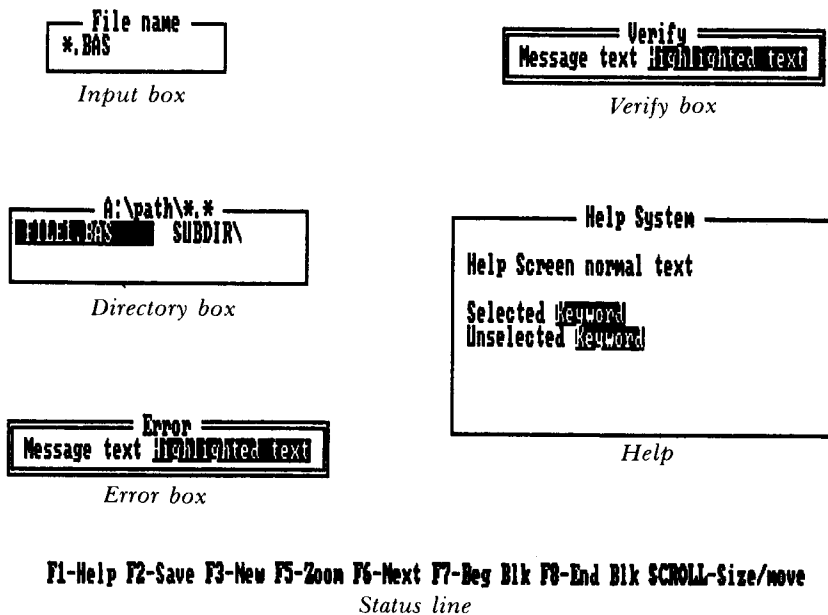 File name
*.BAS
Input box
Verify
Message text Highlighted text
Verify box
A:\path\*.*
FILE1.BAS SUBDIR\
Directory box
Help System
Help Screen normal text
Selected Keyword
Unselected Keyword
Help
Error
Message text Highlighted text
Error box
F1-Help F2-Save F3-New F5-Zoom F6-Next F7-Beg Blk F8-End Blk SCROLL-Size/move
Status line